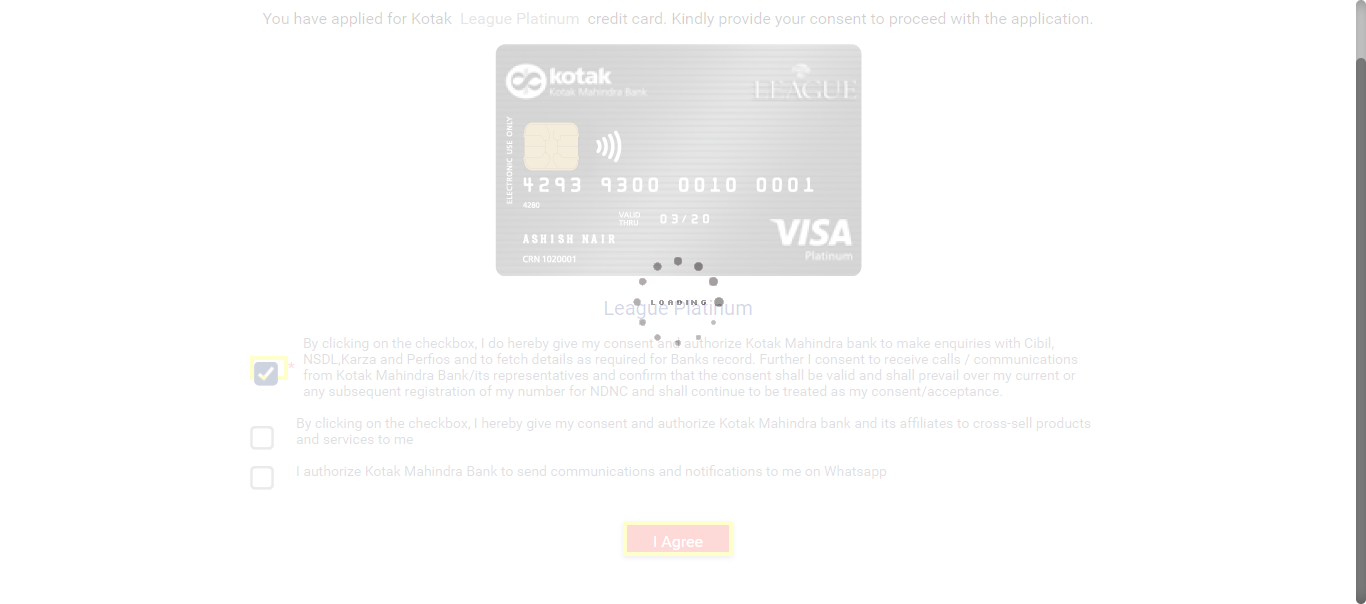 You have applied for Kotak League Platinum credit card. Kindly provide your consent to proceed with the application.
kotak
Kotak Mahindra Bank
LEAGUE
ELECTRONIC USE ONLY
4293 9300 0010 0001
4280
VALID
THRU
03/20
ASHISH NAIR
VISA
Platinum
CRN 1020001
LOADING
League Platinum
By clicking on the checkbox, I do hereby give my consent and authorize Kotak Mahindra bank to make enquiries with Cibil,
* NSDL,Karza and Perfios and to fetch details as required for Banks record. Further I consent to receive calls / communications
from Kotak Mahindra Bank/its representatives and confirm that the consent shall be valid and shall prevail over my current or
any subsequent registration of my number for NDNC and shall continue to be treated as my consent/acceptance.
By clicking on the checkbox, I hereby give my consent and authorize Kotak Mahindra bank and its affiliates to cross-sell products
and services to me
I authorize Kotak Mahindra Bank to send communications and notifications to me on Whatsapp
I Agree